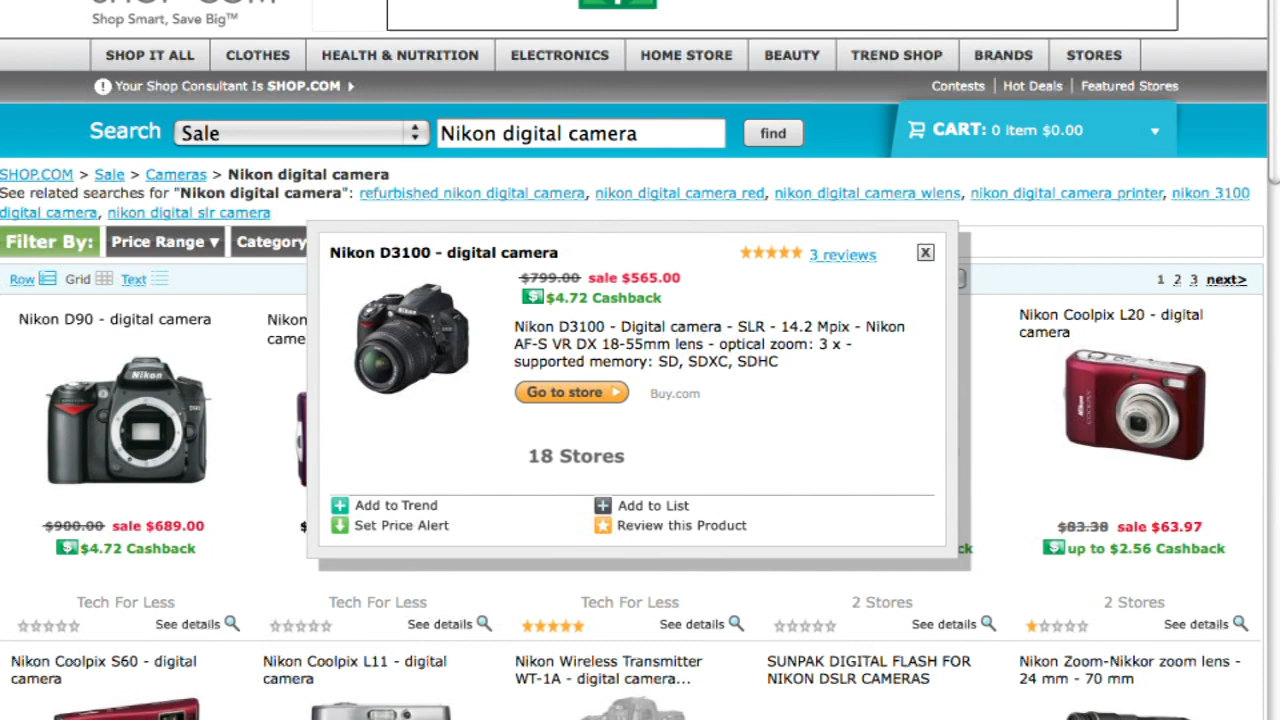 SHOP COM
Shop Smart, Save Big™
SHOP IT ALL CLOTHES HEALTH & NUTRITION ELECTRONICS HOME STORE BEAUTY TREND SHOP BRANDS STORES
Your Shop Consultant Is SHOP.COM
Contests | Hot Deals | Featured Stores
Search Sale Nikon digital camera find CART: 0 Item $0.00
SHOP.COM > Sale > Cameras > Nikon digital camera
See related searches for "Nikon digital camera": refurbished nikon digital camera, nikon digital camera red, nikon digital camera wlens, nikon digital camera printer, nikon 3100
digital camera, nikon digital slr camera
Filter By: Price Range ▾ Category
Row Grid Text
1 2 3 next>
Nikon D3100 - digital camera 3 reviews X
$799.00 sale $565.00
$4.72 Cashback
Nikon D3100 - Digital camera - SLR - 14.2 Mpix - Nikon
AF-S VR DX 18-55mm lens - optical zoom: 3 x -
supported memory: SD, SDXC, SDHC
Go to store Buy.com
18 Stores
Add to Trend Add to List
Set Price Alert Review this Product
Nikon D90 - digital camera
Nikon
D90
$900.00 sale $689.00
$4.72 Cashback
Tech For Less
See details
Nikon
came
Tech For Less
See details
Tech For Less
See details
ck
2 Stores
See details
Nikon Coolpix L20 - digital
camera
Nikon
COOLPIX
$83.38 sale $63.97
up to $2.56 Cashback
2 Stores
See details
Nikon Coolpix S60 - digital
camera
Nikon Coolpix L11 - digital
camera
Nikon Wireless Transmitter
WT-1A - digital camera...
SUNPAK DIGITAL FLASH FOR
NIKON DSLR CAMERAS
Nikon Zoom-Nikkor zoom lens -
24 mm - 70 mm